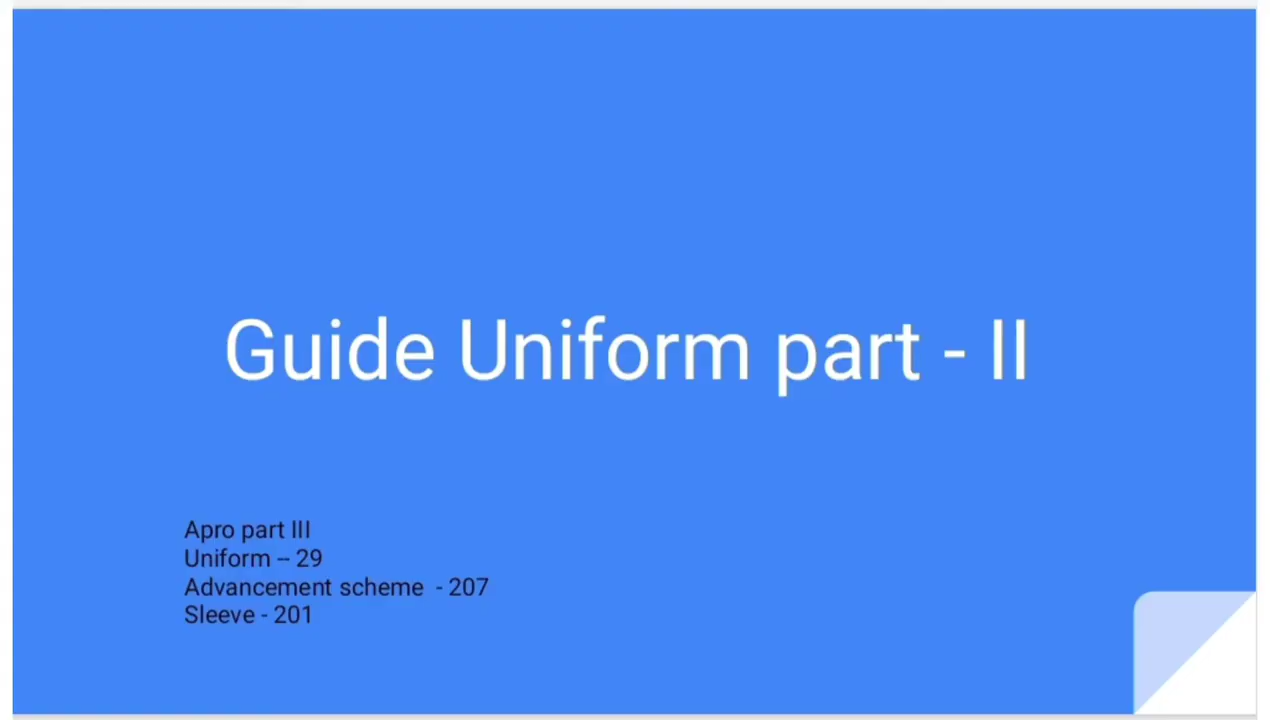 Guide Uniform part - II
Apro part III
Uniform -- 29
Advancement scheme - 207
Sleeve - 201